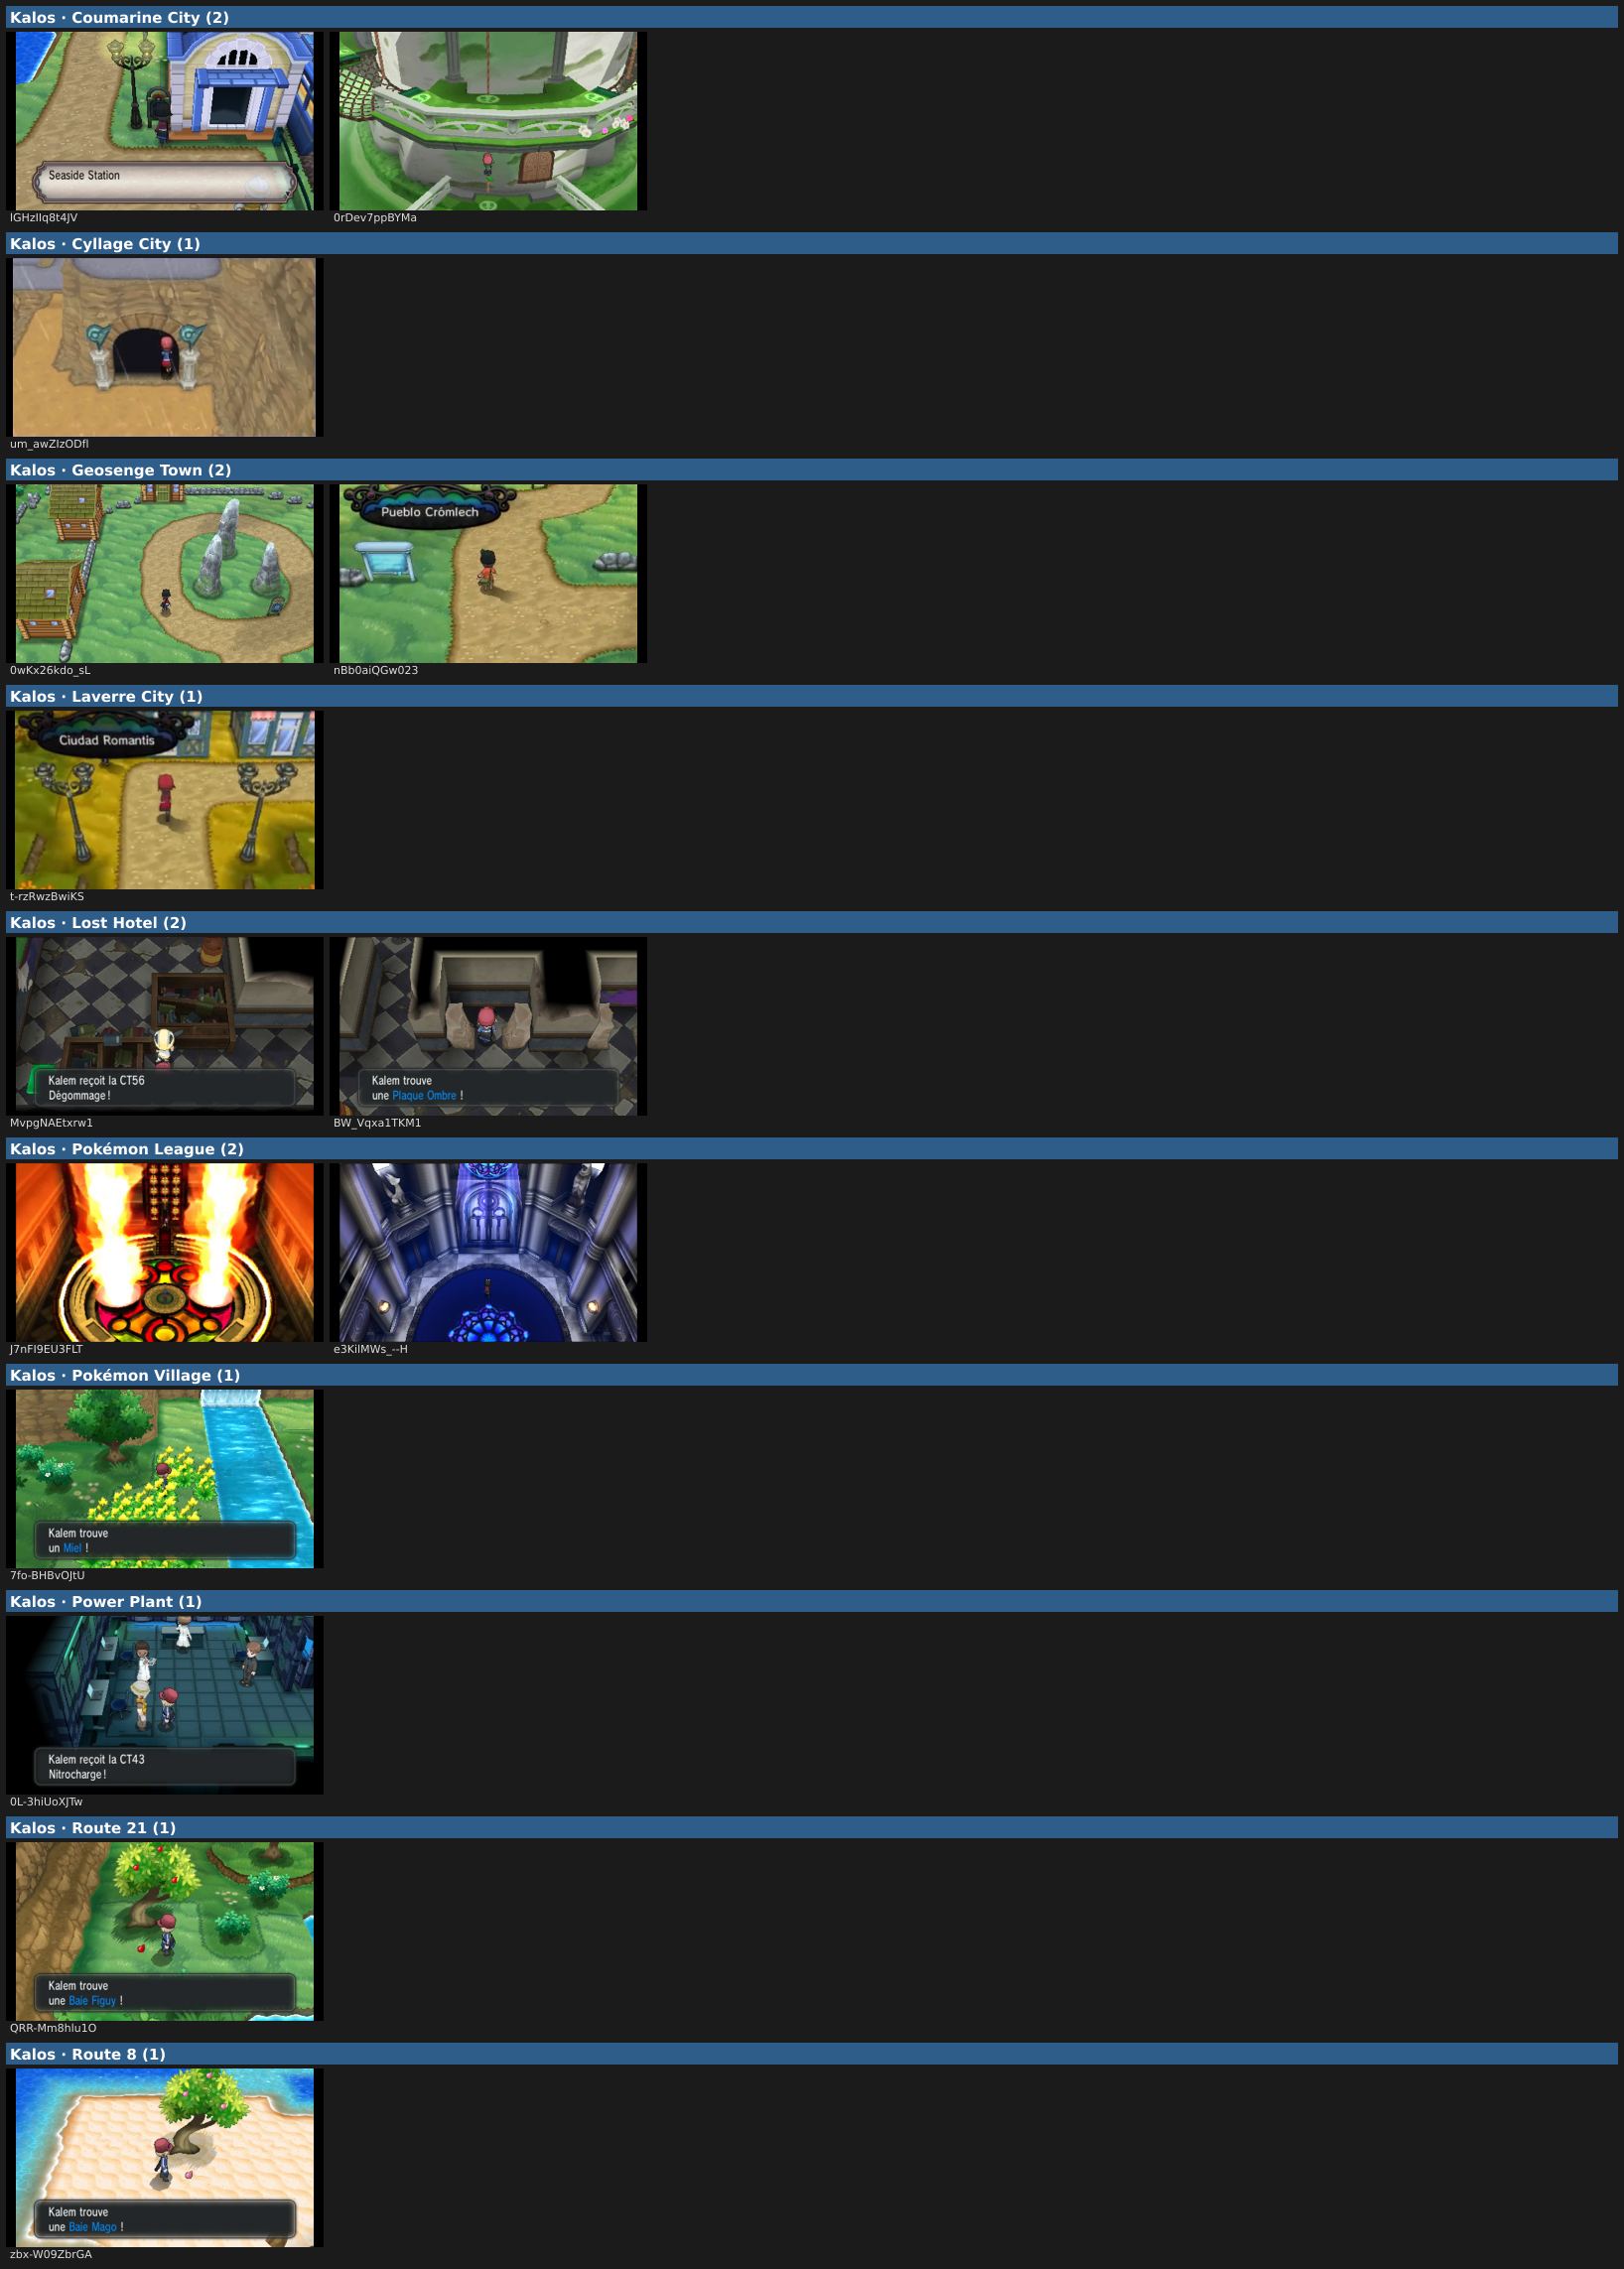 Kalos · Coumarine City (2)
Seaside Station
lGHzIlq8t4JV
0rDev7ppBYMa
Kalos · Cyllage City (1)
um_awZIzODfI
Kalos · Geosenge Town (2)
Pueblo Crómlech
0wKx26kdo_sL
nBb0aiQGw023
Kalos · Laverre City (1)
Ciudad Romantis
t-rzRwzBwiKS
Kalos · Lost Hotel (2)
Kalem reçoit la CT56
Dégommage !
Kalem trouve
une Plaque Ombre !
MvpgNAEtxrw1
BW_Vqxa1TKM1
Kalos · Pokémon League (2)
J7nFI9EU3FLT
e3KilMWs_--H
Kalos · Pokémon Village (1)
Kalem trouve
un Miel !
7fo-BHBvOJtU
Kalos · Power Plant (1)
Kalem reçoit la CT43
Nitrocharge !
0L-3hiUoXJTw
Kalos · Route 21 (1)
Kalem trouve
une Baie Figuy !
QRR-Mm8hlu1O
Kalos · Route 8 (1)
Kalem trouve
une Baie Mago !
zbx-W09ZbrGA